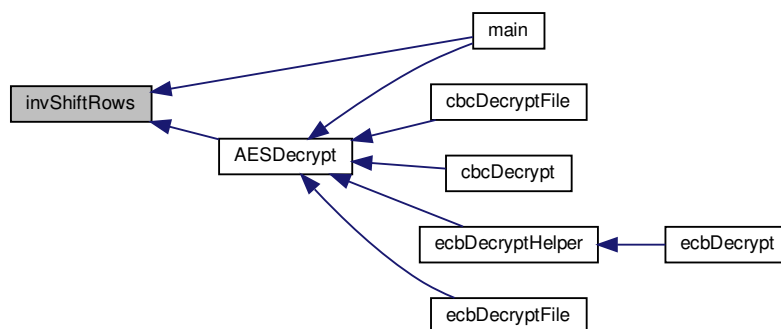 main
invShiftRows
cbcDecryptFile
AESDecrypt
cbcDecrypt
ecbDecryptHelper
ecbDecrypt
ecbDecryptFile